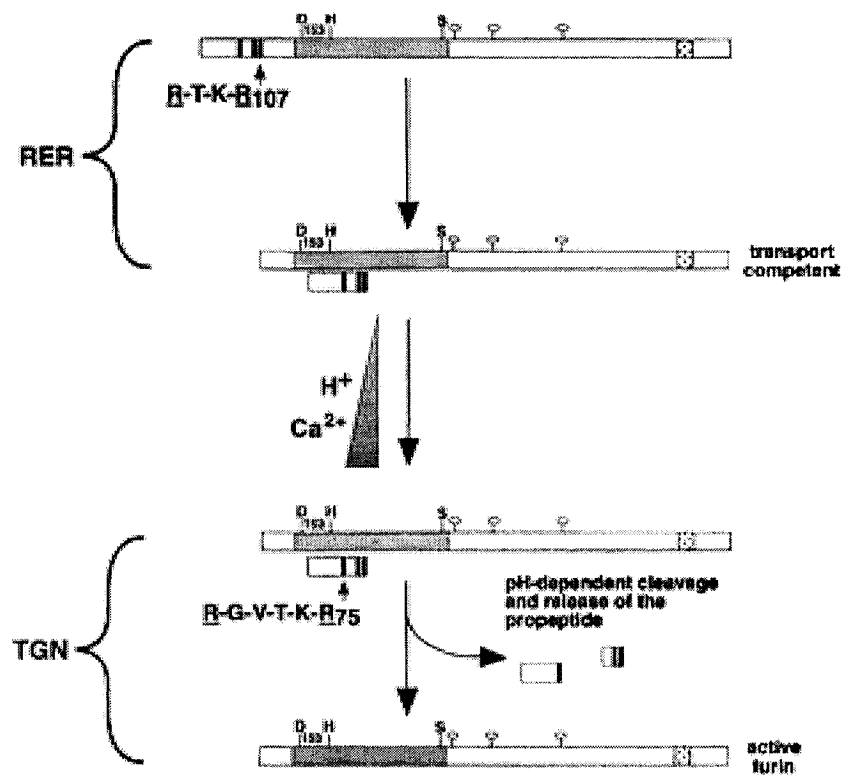 D H S
153
R-T-K-R107
RER
D H S
153
transport
competent
H+
Ca2+
D H S
153
R-G-V-T-K-R75
pH-dependent cleavage
and release of the
propeptide
TGN
D H S
153
active
furin